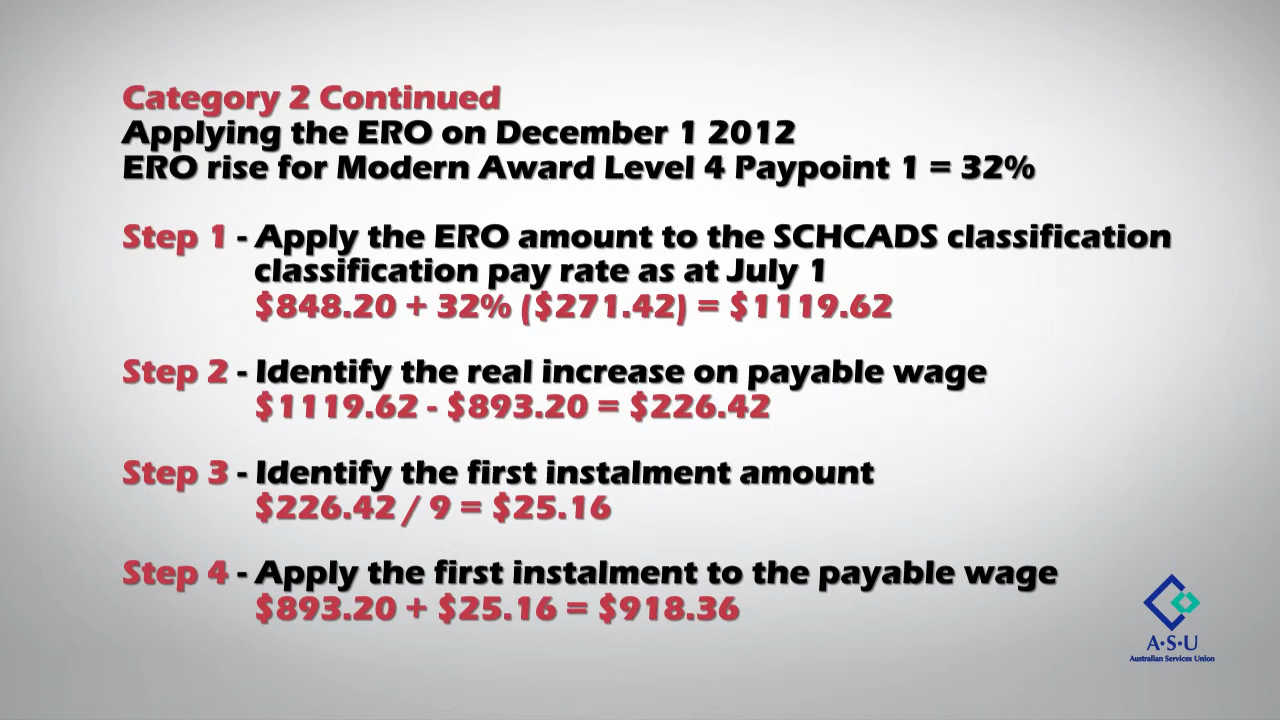 Category 2 Continued
Applying the ERO on December 1 2012
ERO rise for Modern Award Level 4 Paypoint 1 = 32%
Step 1 - Apply the ERO amount to the SCHCADS classification
classification pay rate as at July 1
$848.20 + 32% ($271.42) = $1119.62
Step 2 - Identify the real increase on payable wage
$1119.62 - $893.20 = $226.42
Step 3 - Identify the first instalment amount
$226.42 / 9 = $25.16
Step 4 - Apply the first instalment to the payable wage
$893.20 + $25.16 = $918.36
A·S·U
Australian Services Union